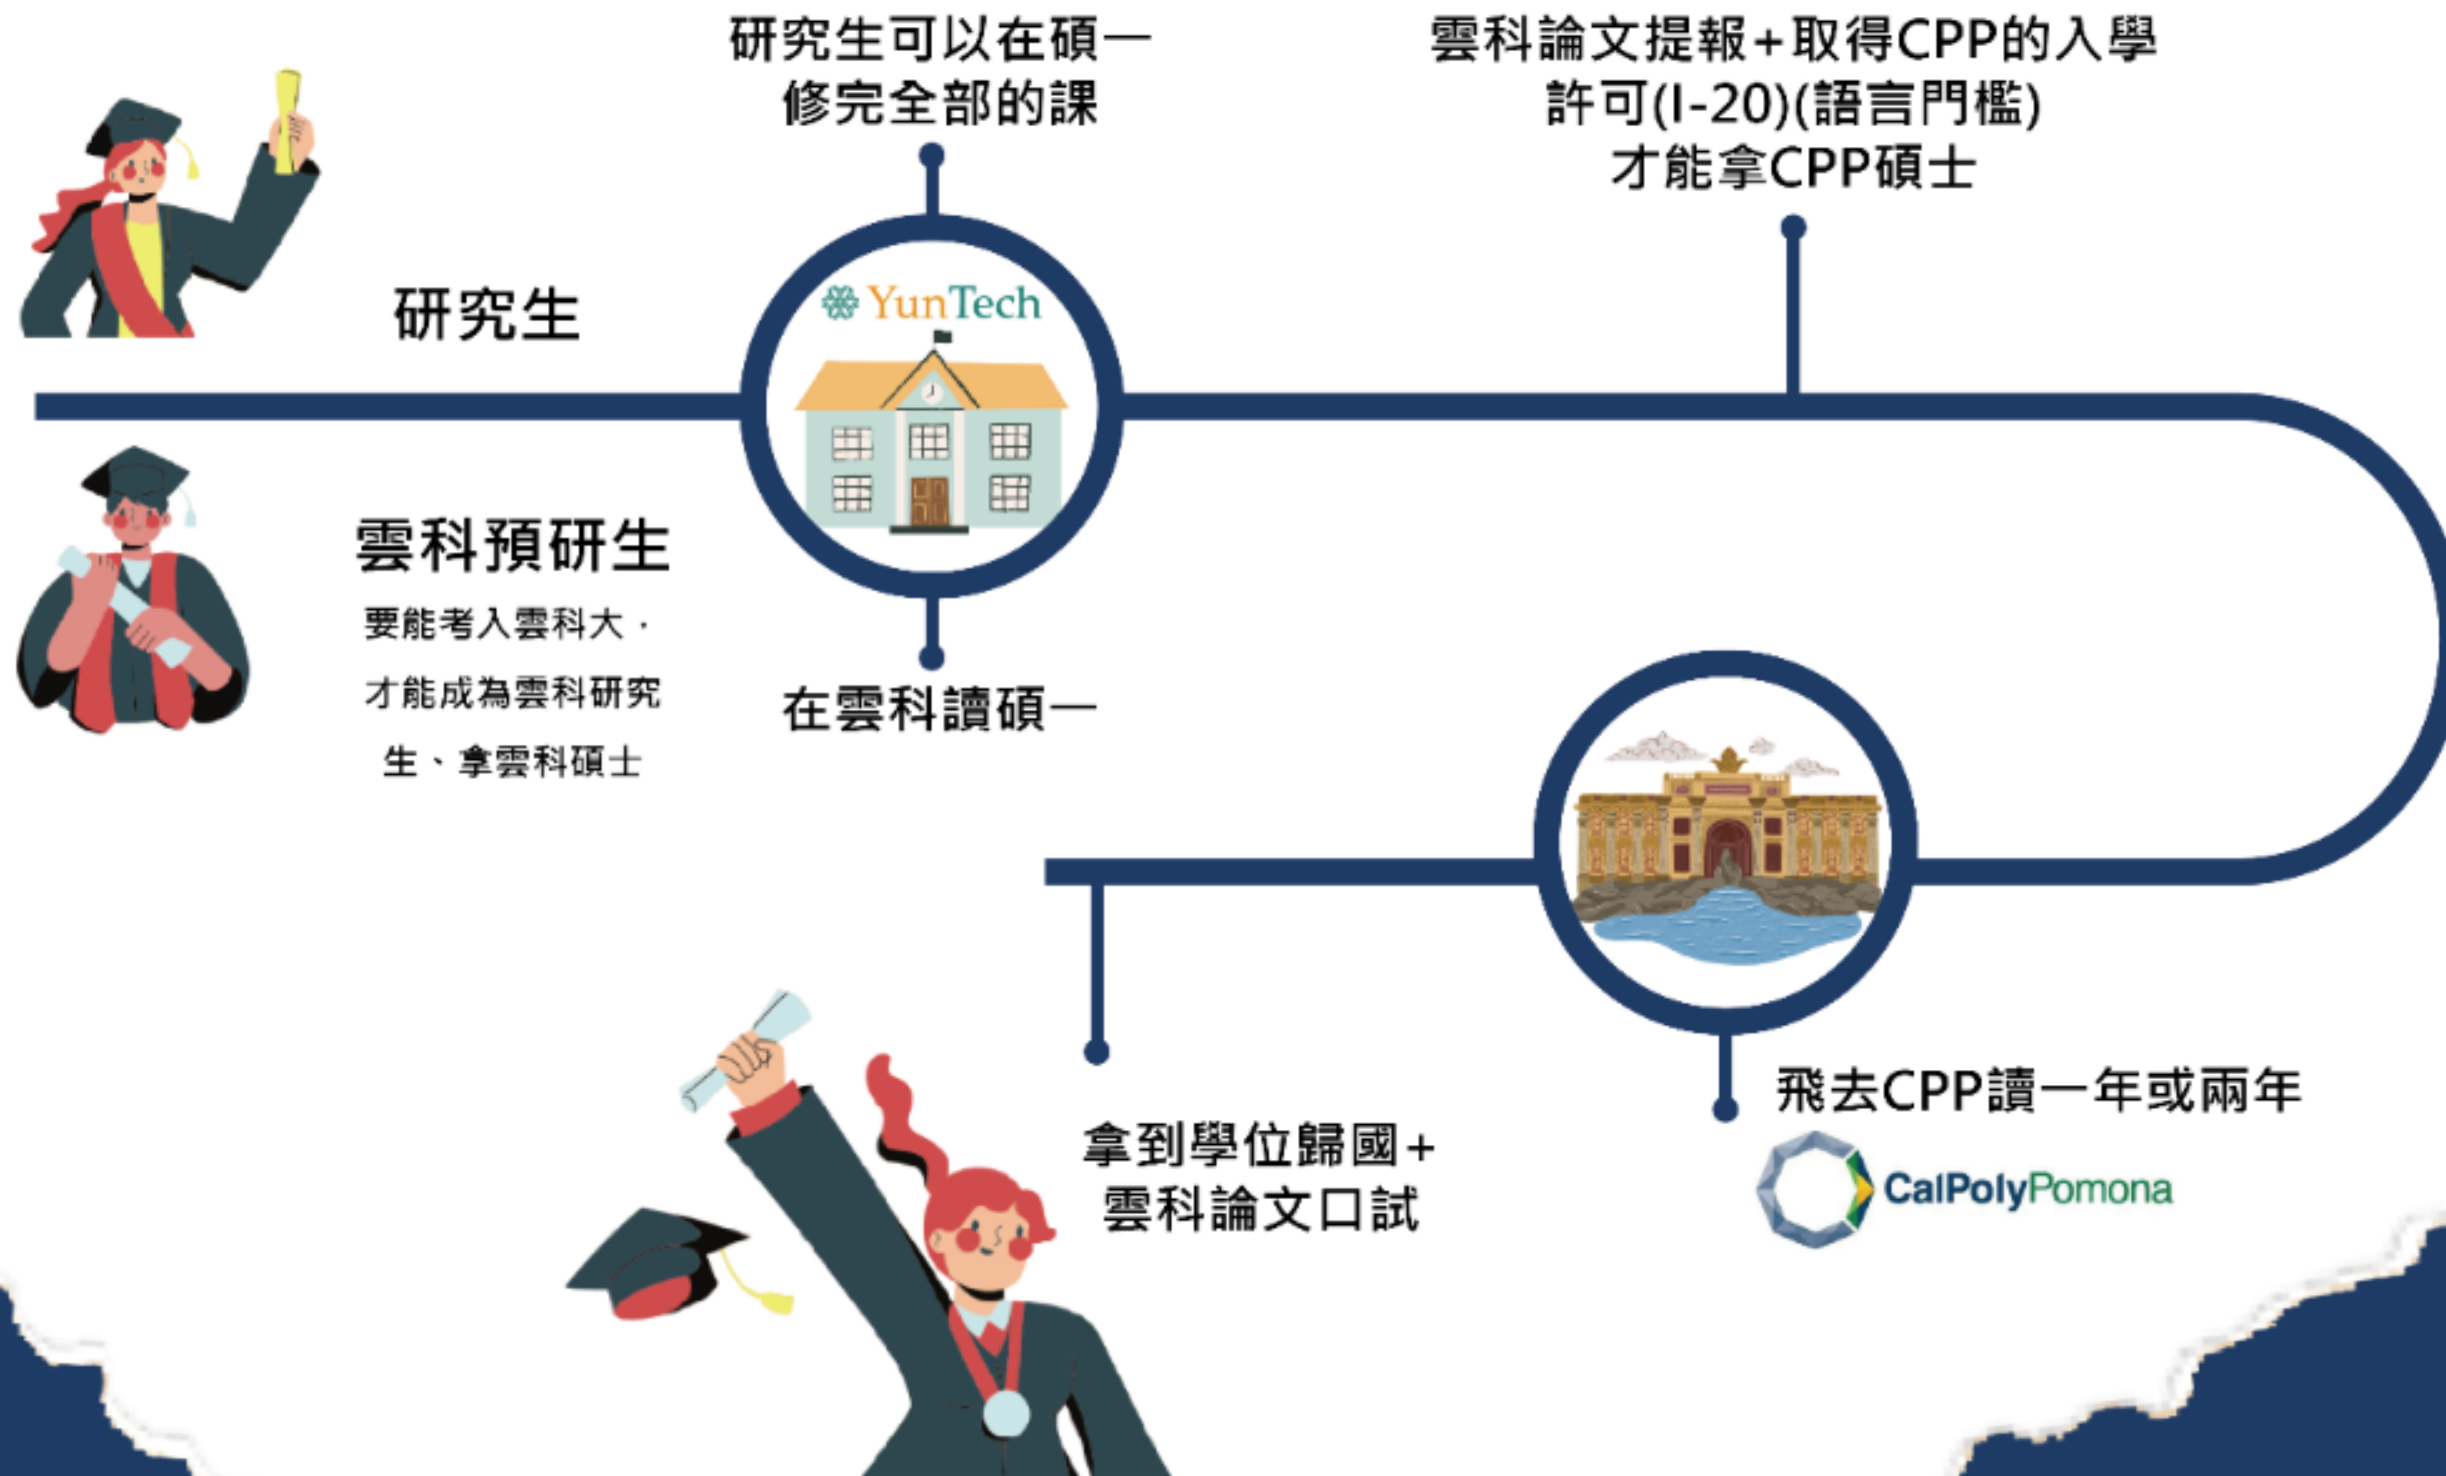 研究生可以在碩一
修完全部的課
雲科論文提報+取得CPP的入學
許可(I-20)(語言門檻)
才能拿CPP碩士
研究生
YunTech
雲科預研生
要能考入雲科大，
才能成為雲科研究
生、拿雲科碩士
在雲科讀碩一
飛去CPP讀一年或兩年
CalPolyPomona
拿到學位歸國+
雲科論文口試